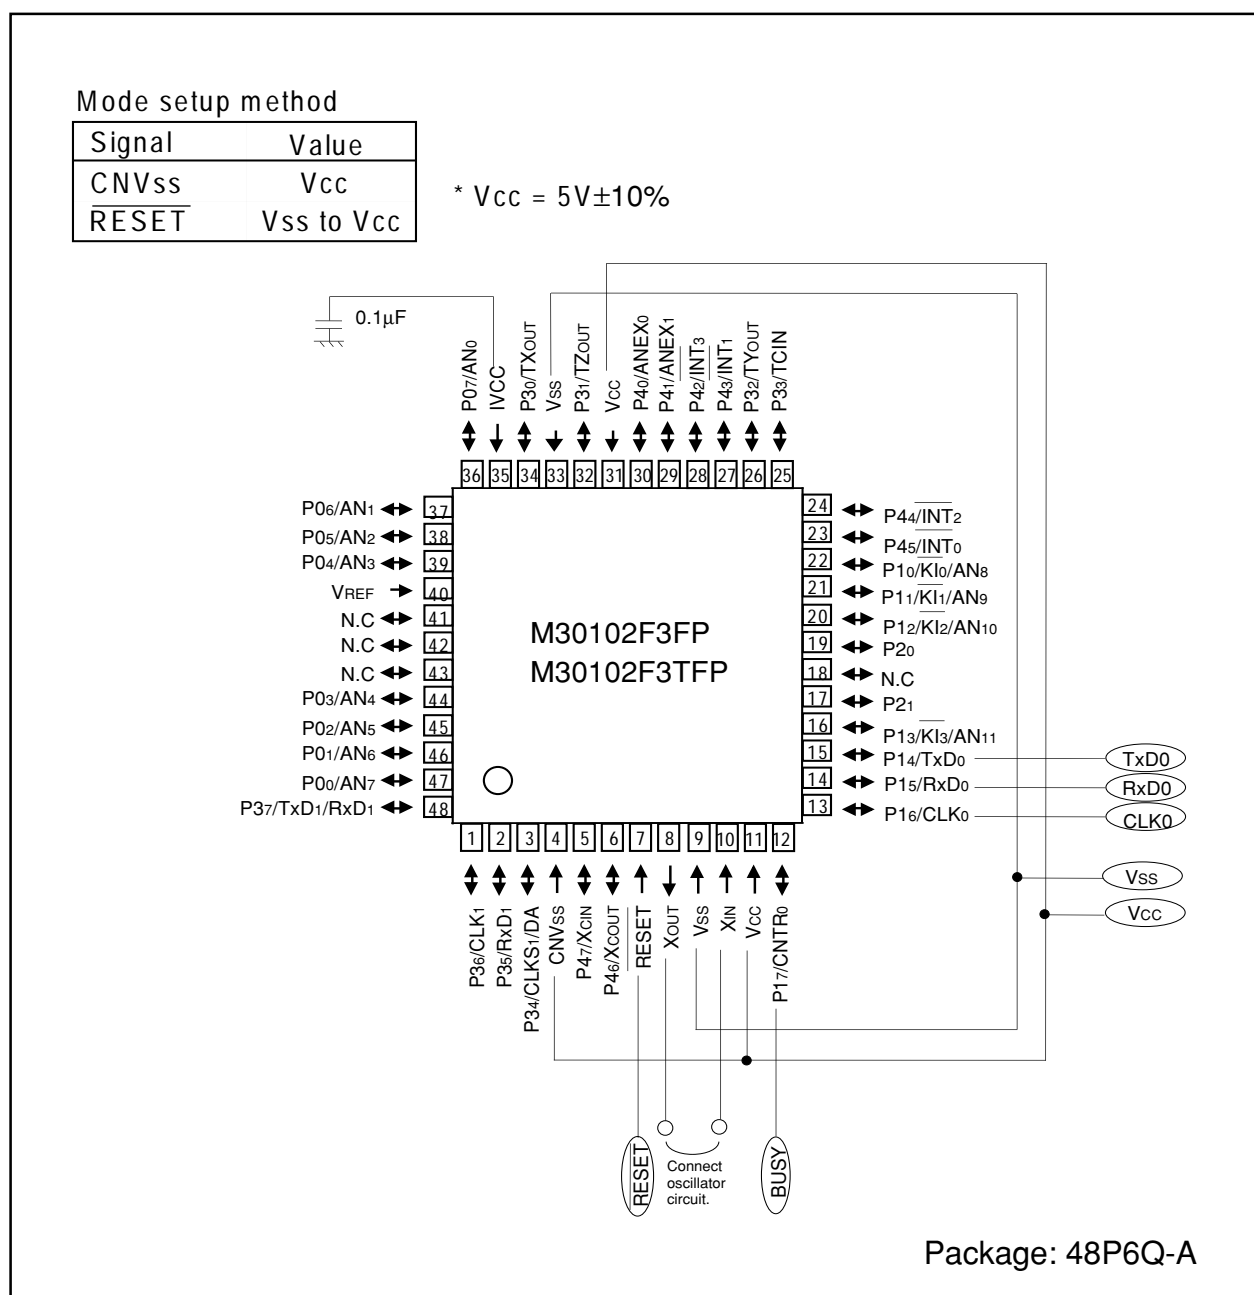 Mode setup method
Signal Value
CNVss Vcc
RESET Vss to Vcc
* Vcc = 5V±10%
0.1µF
P07/AN0
IVCC
P30/TXOUT
Vss
P31/TZOUT
Vcc
P40/ANEX0
P41/ANEX1
P42/INT3
P43/INT1
P32/TYOUT
P33/TCIN
36 35 34 33 32 31 30 29 28 27 26 25
P06/AN1 37
P05/AN2 38
P04/AN3 39
VREF 40
N.C 41
N.C 42
N.C 43
P03/AN4 44
P02/AN5 45
P01/AN6 46
P00/AN7 47
P37/TxD1/RxD1 48
M30102F3FP
M30102F3TFP
24 P44/INT2
23 P45/INT0
22 P10/KI0/AN8
21 P11/KI1/AN9
20 P12/KI2/AN10
19 P20
18 N.C
17 P21
16 P13/KI3/AN11
15 P14/TxD0 TxD0
14 P15/RxD0 RxD0
13 P16/CLK0 CLK0
Vss
Vcc
1 2 3 4 5 6 7 8 9 10 11 12
P36/CLK1
P35/RxD1
P34/CLKS1/DA
CNVss
P47/XCIN
P46/XCOUT
RESET
XOUT
Vss
XIN
Vcc
P17/CNTR0
RESET
Connect
oscillator
circuit.
BUSY
Package: 48P6Q-A